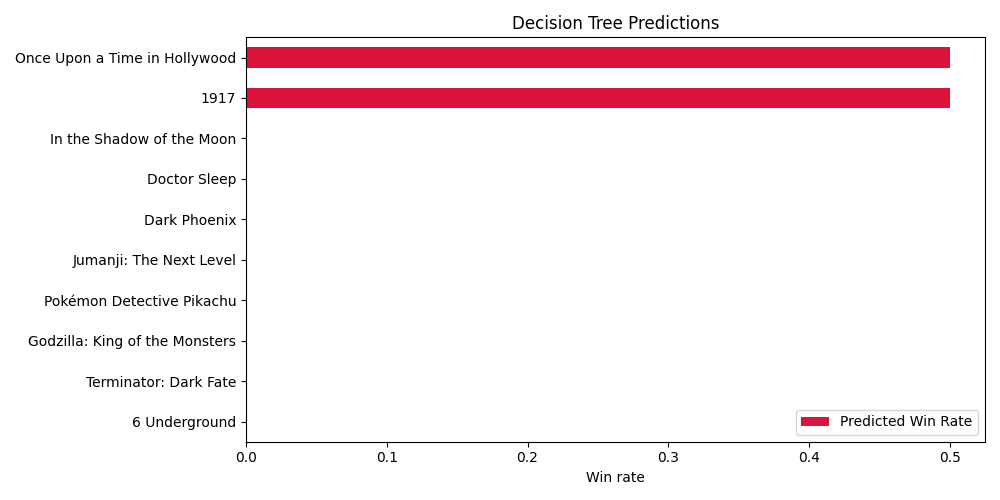 Decision Tree Predictions
Once Upon a Time in Hollywood
1917
In the Shadow of the Moon
Doctor Sleep
Dark Phoenix
Jumanji: The Next Level
Pokémon Detective Pikachu
Godzilla: King of the Monsters
Terminator: Dark Fate
6 Underground
Predicted Win Rate
0.0 0.1 0.2 0.3 0.4 0.5
Win rate